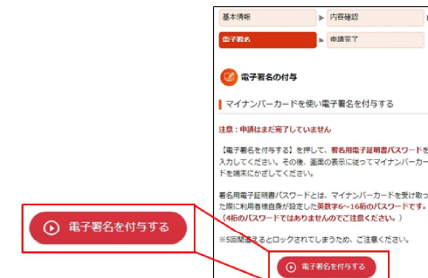 基本情報 ▶ 内容確認
電子署名 ▶ 申請完了
電子署名の付与
マイナンバーカードを使い電子署名を付与する
注意：申請はまだ完了していません
【電子署名を付与する】を押して、署名用電子証明書パスワードを
入力してください。その後、画面の表示に従ってマイナンバーカー
ドを端末にかざしてください。
署名用電子証明書パスワードとは、マイナンバーカードを受け取っ
た際に利用者様自身が設定した英数字6～16桁のパスワードです。
（4桁のパスワードではありませんのでご注意ください。）
※5回間違えるとロックされてしまうため、ご注意ください。
電子署名を付与する
電子署名を付与する